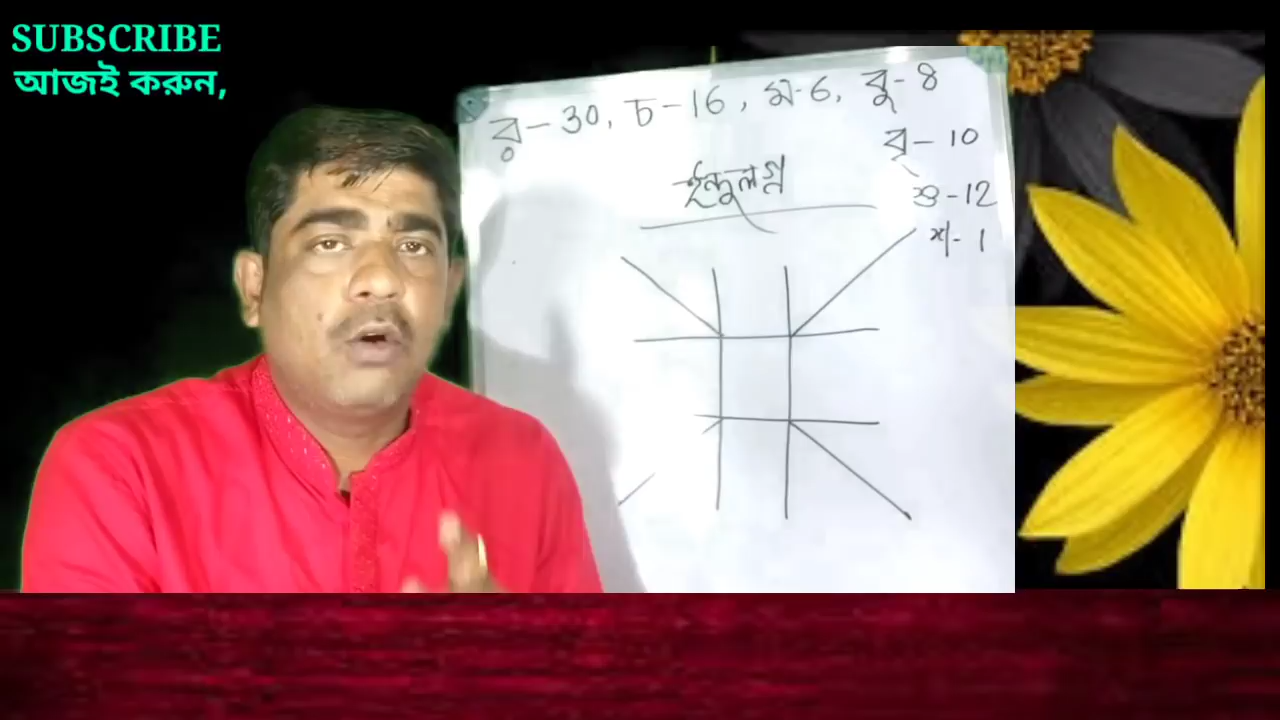 SUBSCRIBE
আজই করুন,
র - 30, চ - 16, ম - 6, বু - 8
বৃ - 10
ইন্দুলগ্ন
শু - 12
শ - 1